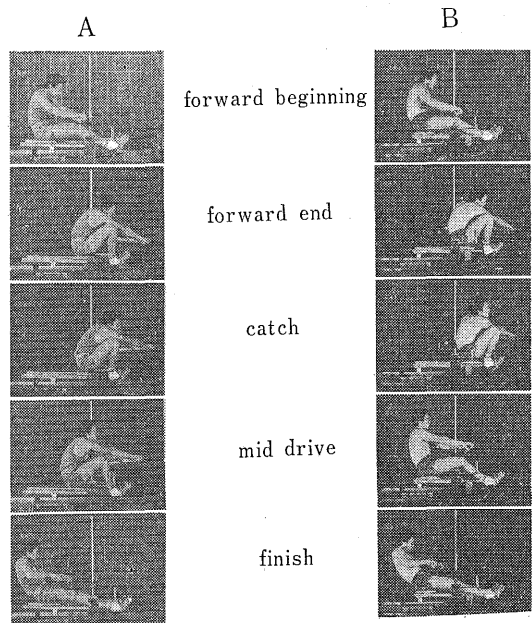 A
B
forward beginning
forward end
catch
mid drive
finish